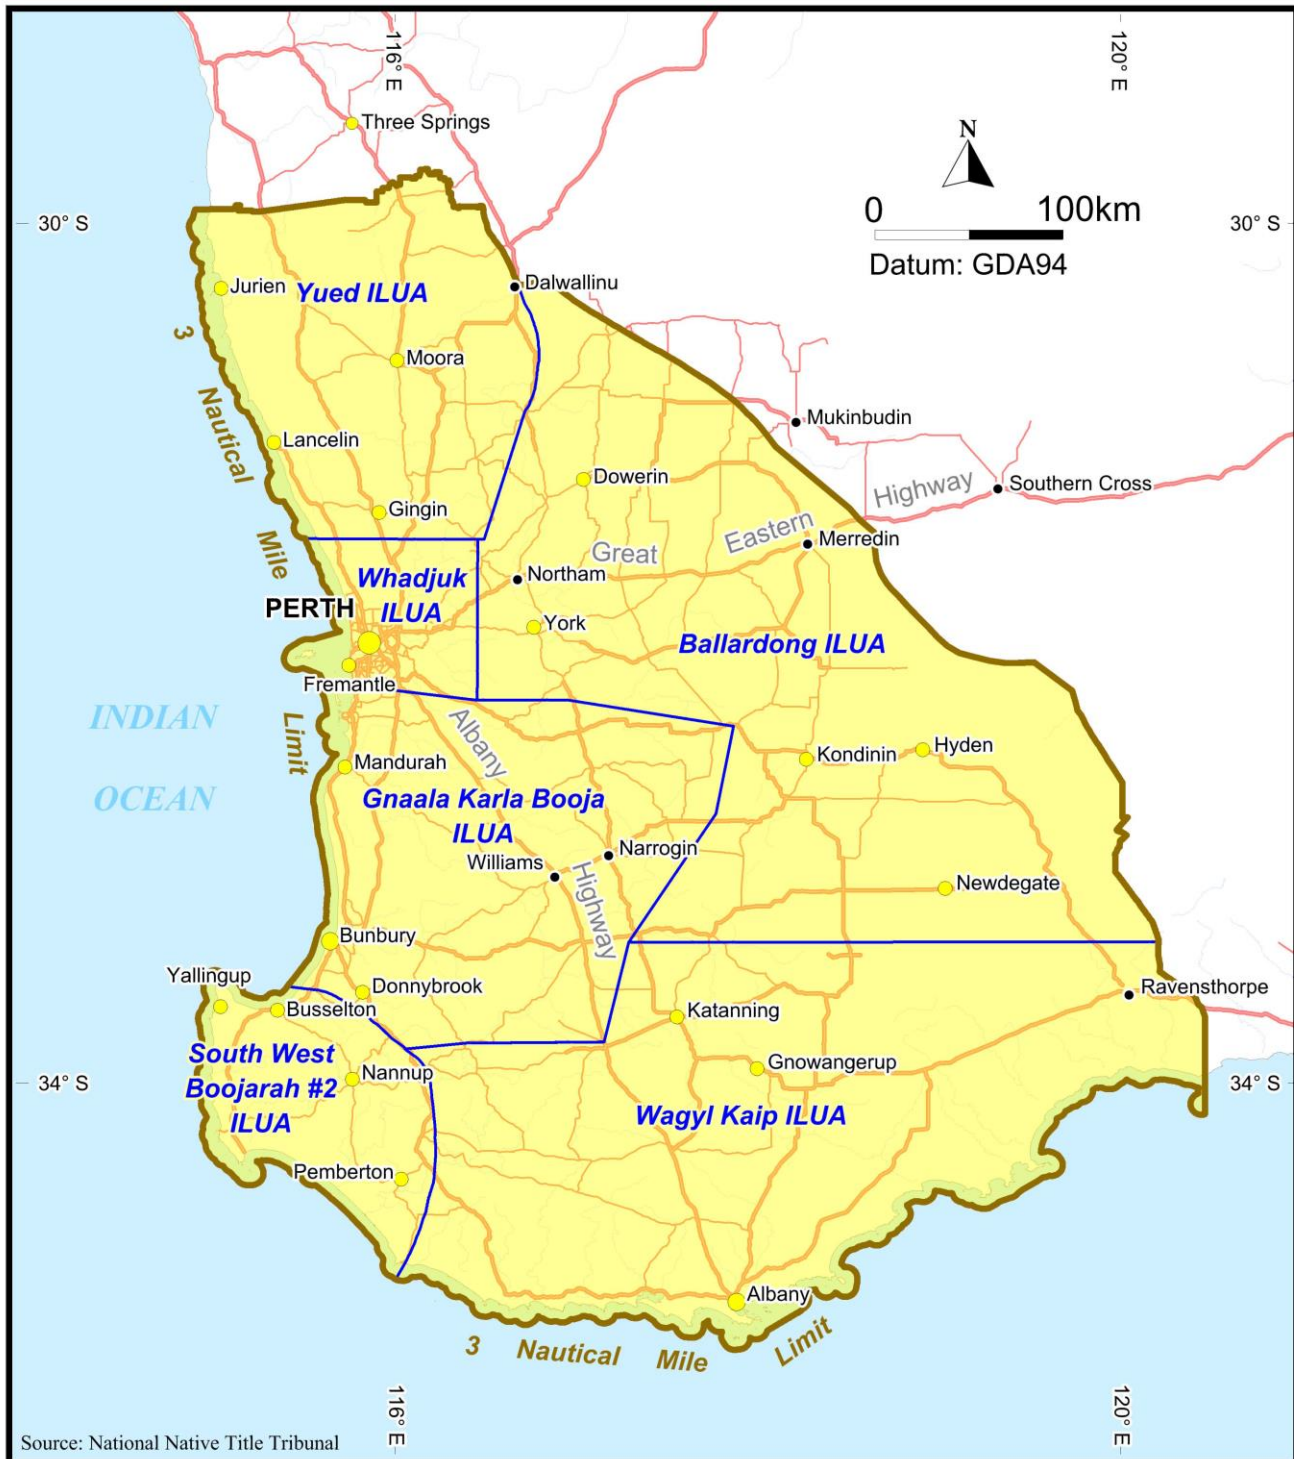 116° E
120° E
Three Springs
N
0 100km
Datum: GDA94
30° S
30° S
Jurien
Yued ILUA
Dalwallinu
3 Nautical Mile Limit
Moora
Mukinbudin
Lancelin
Dowerin
Southern Cross
Gingin
Great Eastern Highway
Merredin
Whadjuk
ILUA
Northam
PERTH
York
Ballardong ILUA
Fremantle
INDIAN
OCEAN
Albany Highway
Mandurah
Kondinin
Hyden
Gnaala Karla Booja
ILUA
Williams
Narrogin
Newdegate
Bunbury
Yallingup
Donnybrook
Busselton
Ravensthorpe
Katanning
South West
Boojarah #2
ILUA
Nannup
Gnowangerup
34° S
34° S
Wagyl Kaip ILUA
Pemberton
Albany
3 Nautical Mile Limit
116° E
120° E
Source: National Native Title Tribunal